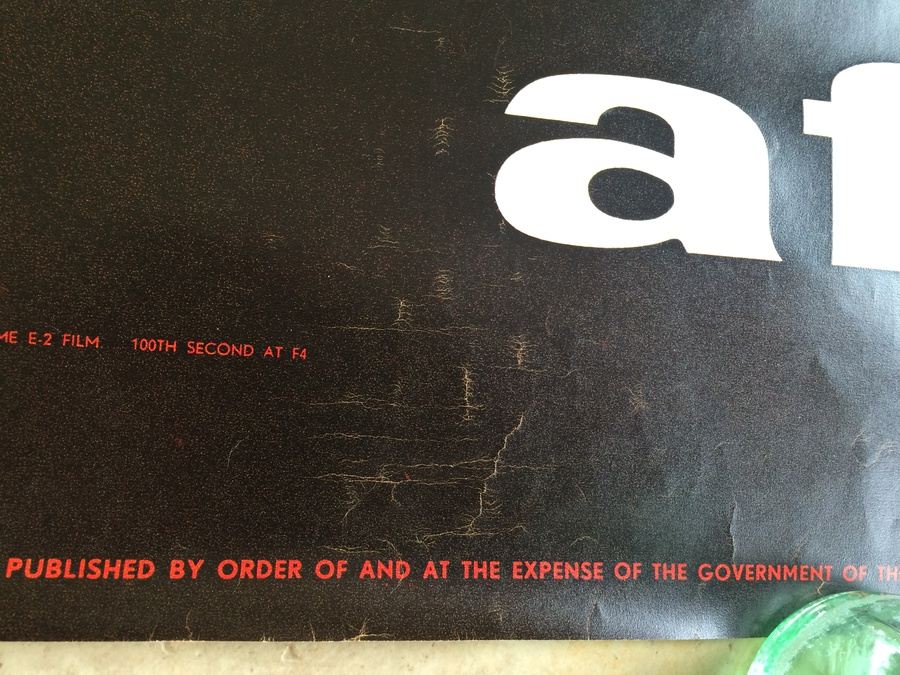 af
ME E-2 FILM. 100TH SECOND AT F4
PUBLISHED BY ORDER OF AND AT THE EXPENSE OF THE GOVERNMENT OF TH